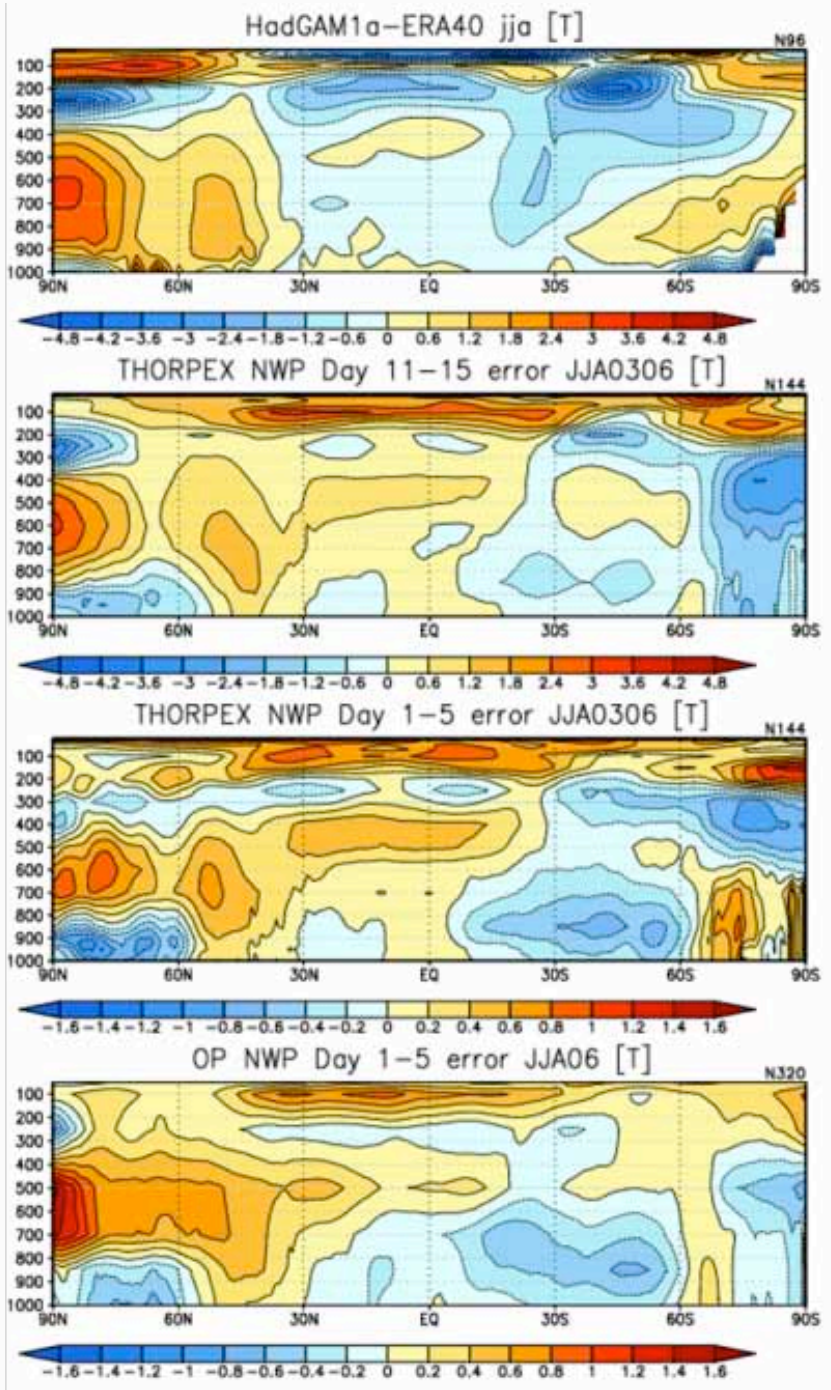 HadGAM1a-ERA40 jja [T]
N96
100
200
300
400
500
600
700
800
900
1000
90N 60N 30N EQ 30S 60S 90S
-4.8 -4.2 -3.6 -3 -2.4 -1.8 -1.2 -0.6 0 0.6 1.2 1.8 2.4 3 3.6 4.2 4.8
THORPEX NWP Day 11-15 error JJA0306 [T]
N144
100
200
300
400
500
600
700
800
900
1000
90N 60N 30N EQ 30S 60S 90S
-4.8 -4.2 -3.6 -3 -2.4 -1.8 -1.2 -0.6 0 0.6 1.2 1.8 2.4 3 3.6 4.2 4.8
THORPEX NWP Day 1-5 error JJA0306 [T]
N144
100
200
300
400
500
600
700
800
900
1000
90N 60N 30N EQ 30S 60S 90S
-1.6 -1.4 -1.2 -1 -0.8 -0.6 -0.4 -0.2 0 0.2 0.4 0.6 0.8 1 1.2 1.4 1.6
OP NWP Day 1-5 error JJA06 [T]
N320
100
200
300
400
500
600
700
800
900
1000
90N 60N 30N EQ 30S 60S 90S
-1.6 -1.4 -1.2 -1 -0.8 -0.6 -0.4 -0.2 0 0.2 0.4 0.6 0.8 1 1.2 1.4 1.6